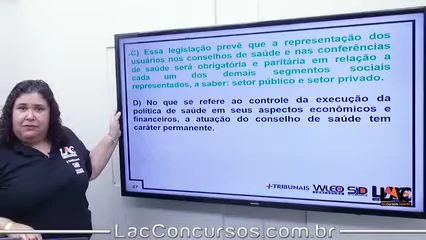 .C) Essa legislação prevê que a representação dos
usuários nos conselhos de saúde e nas conferências
de saúde será obrigatória e paritária em relação a
cada um dos demais segmentos sociais
representados, a saber: setor público e setor privado.
D) No que se refere ao controle da execução da
política de saúde em seus aspectos econômicos e
financeiros, a atuação do conselho de saúde tem
caráter permanente.
+TRIBUNAIS
LAC
LacConcursos.com.br